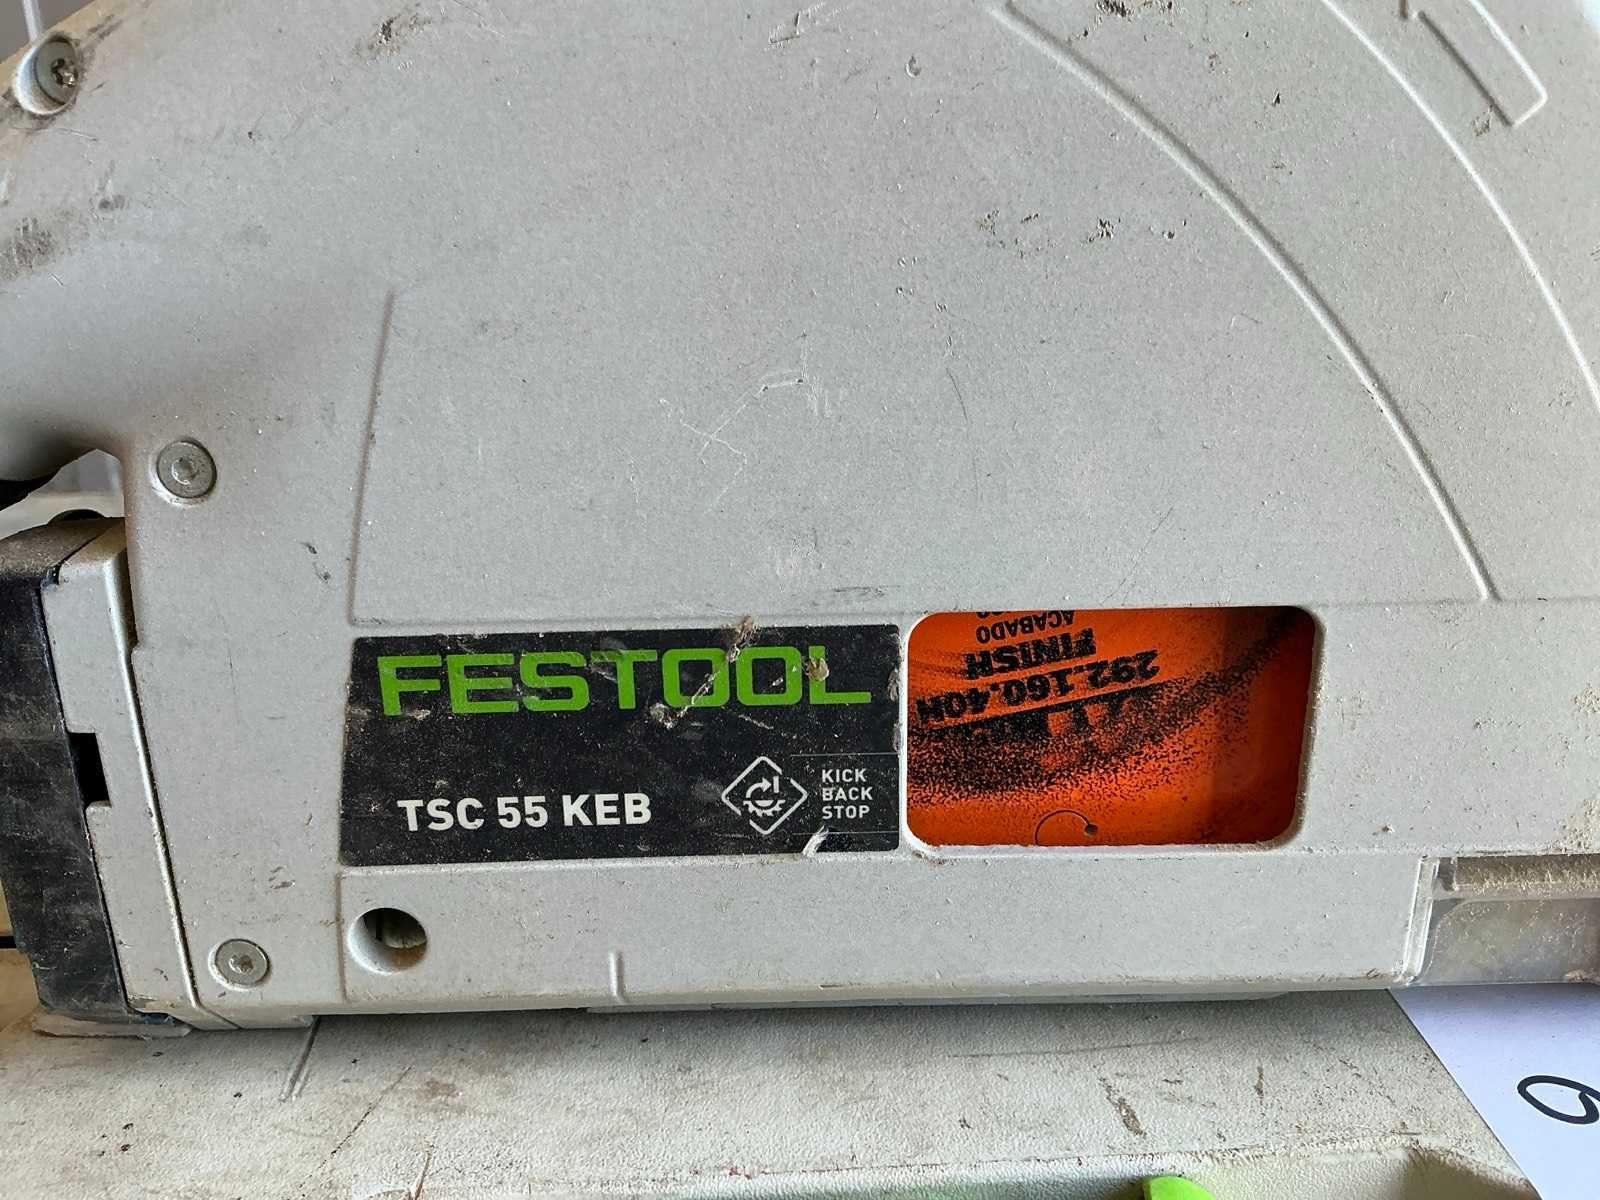 FESTOOL
TSC 55 KEB
KICK
BACK
STOP
292.160.40H
FINISH
ACABADO